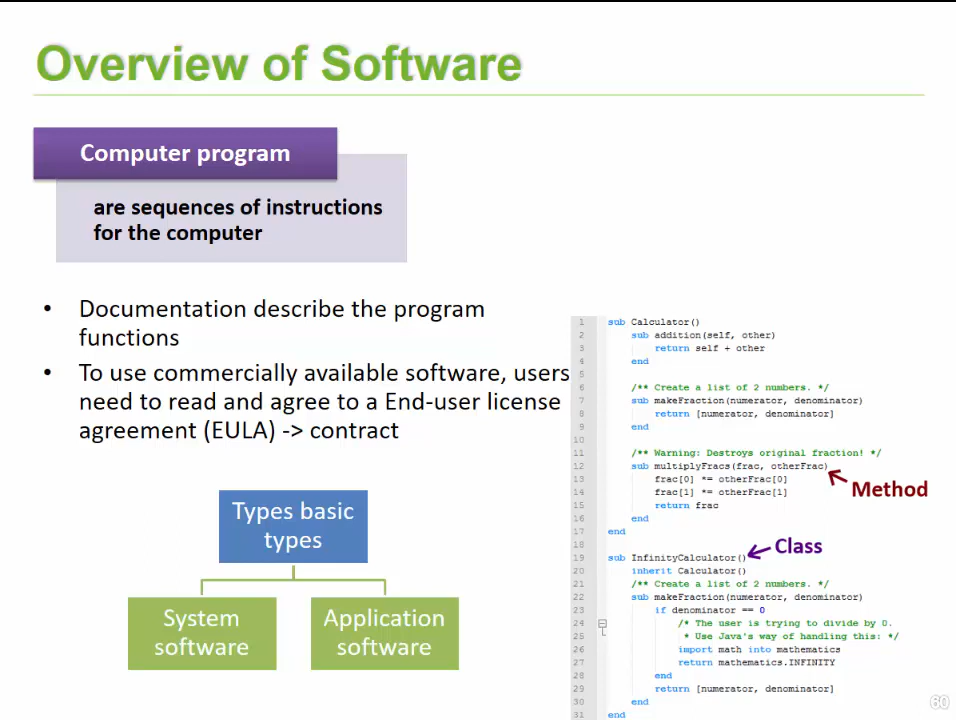 Overview of Software
Computer program
are sequences of instructions
for the computer
• Documentation describe the program
functions
• To use commercially available software, users
need to read and agree to a End-user license
agreement (EULA) -> contract
Types basic
types
System
software
Application
software
1 sub Calculator()
2 sub addition(self, other)
3 return self + other
4 end
5
6 /** Create a list of 2 numbers. */
7 sub makeFraction(numerator, denominator)
8 return [numerator, denominator]
9 end
10
11 /** Warning: Destroys original fraction! */
12 sub multiplyFracs(frac, otherFrac)
13 frac[0] *= otherFrac[0]
14 frac[1] *= otherFrac[1]
15 return frac
16 end
17 end
18
19 sub InfinityCalculator()
20 inherit Calculator()
21 /** Create a list of 2 numbers. */
22 sub makeFraction(numerator, denominator)
23 if denominator == 0
24 /* The user is trying to divide by 0.
25 * Use Java's way of handling this: */
26 import math into mathematics
27 return mathematics.INFINITY
28 end
29 return [numerator, denominator]
30 end
31 end
Method
Class
60